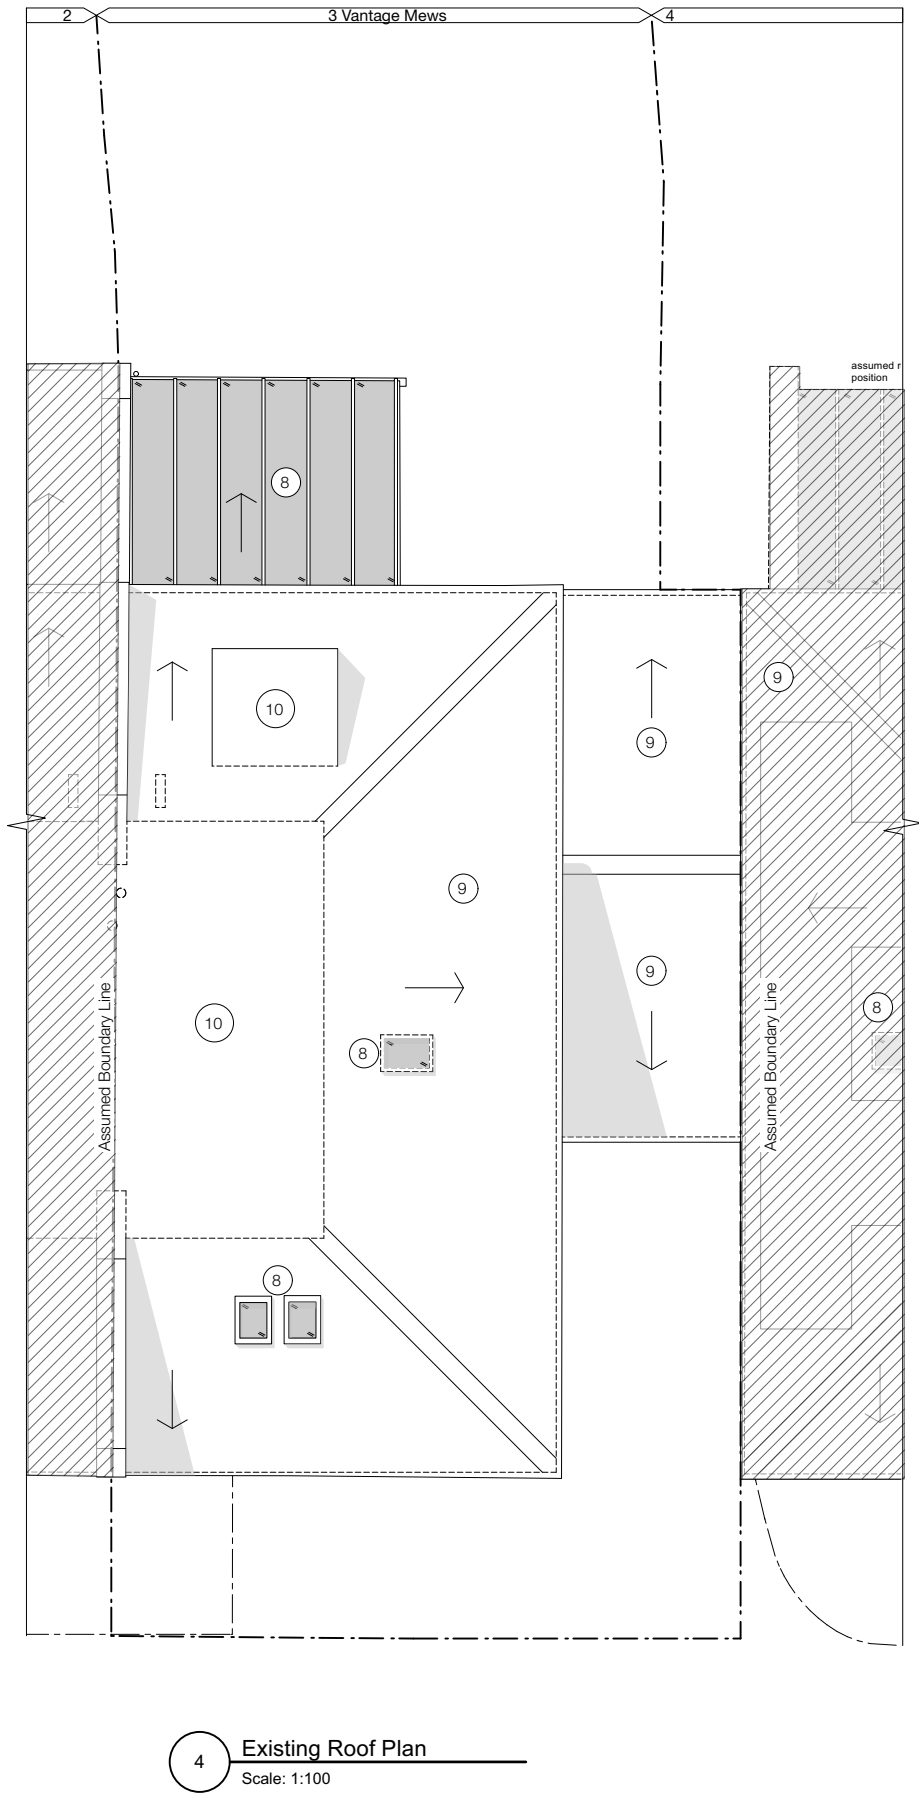 2
3 Vantage Mews
4
assumed r
position
8
9
10
9
9
9
10
8
8
Assumed Boundary Line
Assumed Boundary Line
8
4
Existing Roof Plan
Scale: 1:100